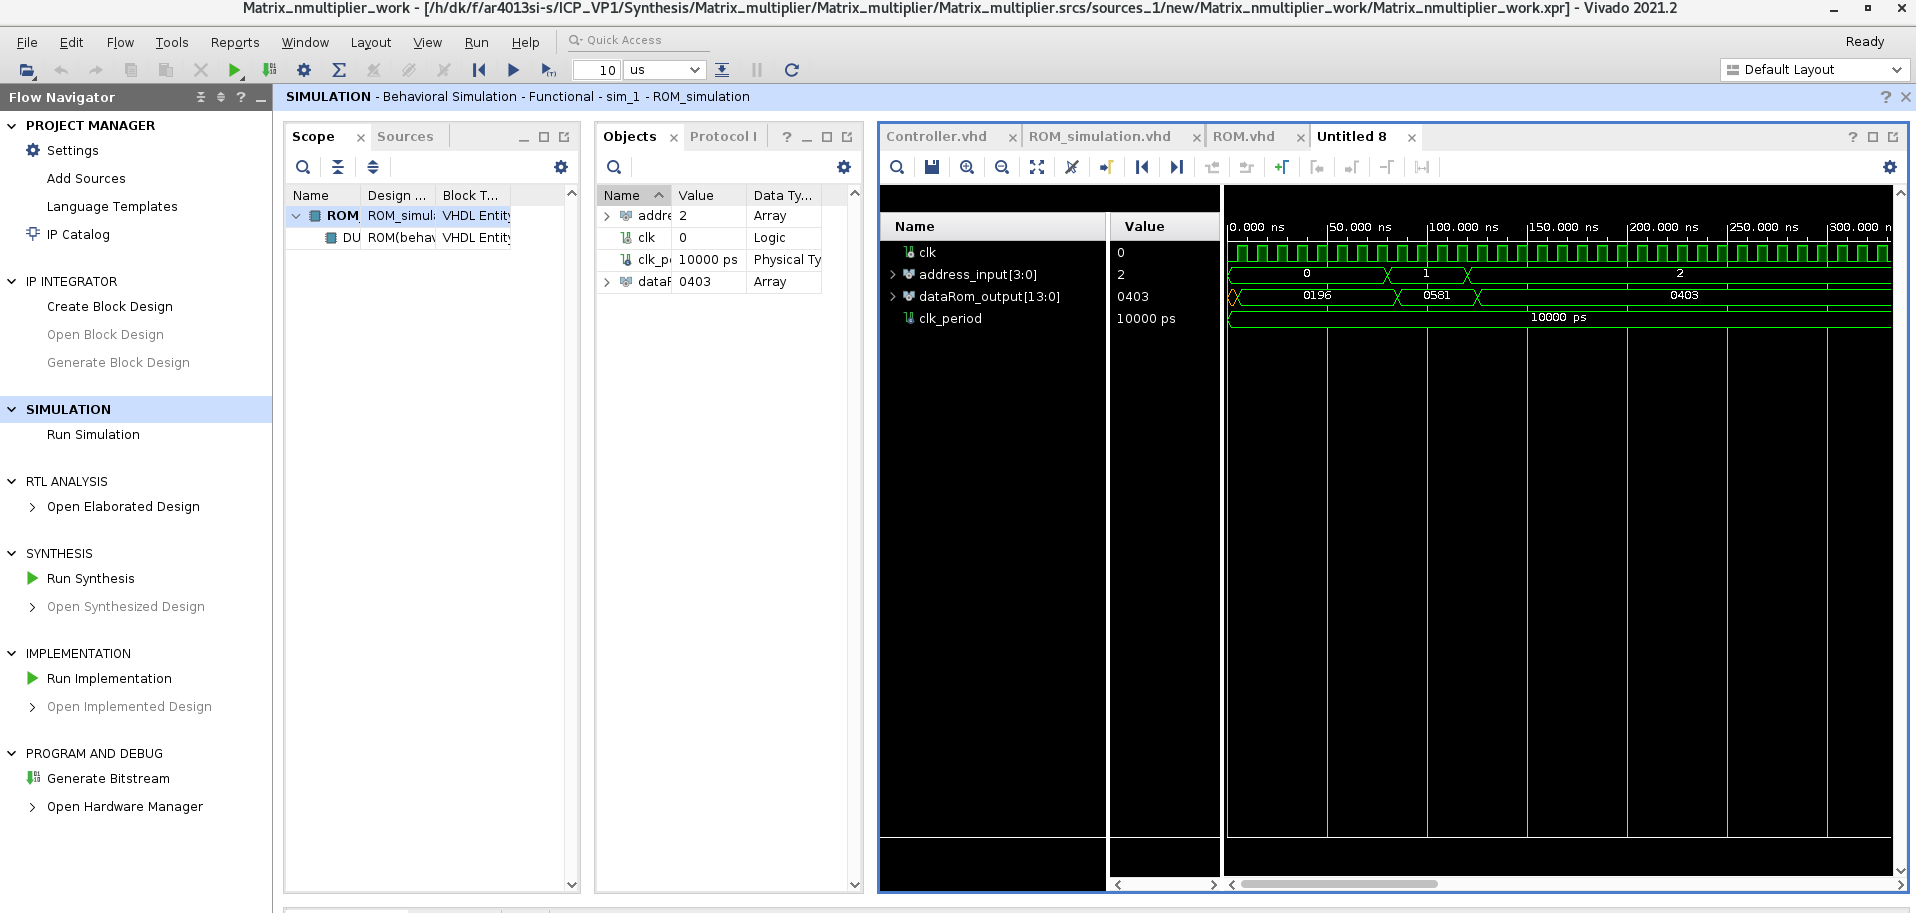 Matrix_nmultiplier_work - [/h/dk/f/ar4013si-s/ICP_VP1/Synthesis/Matrix_multiplier/Matrix_multiplier/Matrix_multiplier.srcs/sources_1/new/Matrix_nmultiplier_work/Matrix_nmultiplier_work.xpr] - Vivado 2021.2
File Edit Flow Tools Reports Window Layout View Run Help Quick Access Ready
10 us Default Layout
Flow Navigator
SIMULATION - Behavioral Simulation - Functional - sim_1 - ROM_simulation
PROJECT MANAGER
Settings
Add Sources
Language Templates
IP Catalog
IP INTEGRATOR
Create Block Design
Open Block Design
Generate Block Design
SIMULATION
Run Simulation
RTL ANALYSIS
Open Elaborated Design
SYNTHESIS
Run Synthesis
Open Synthesized Design
IMPLEMENTATION
Run Implementation
Open Implemented Design
PROGRAM AND DEBUG
Generate Bitstream
Open Hardware Manager
Scope Sources
Name Design ... Block T...
ROM_ ROM_simula VHDL Entity
DU ROM(behav VHDL Entity
Objects Protocol I
Name Value Data Ty...
addre 2 Array
clk 0 Logic
clk_pe 10000 ps Physical Ty
dataR 0403 Array
Controller.vhd ROM_simulation.vhd ROM.vhd Untitled 8
Name Value
0.000 ns 50.000 ns 100.000 ns 150.000 ns 200.000 ns 250.000 ns 300.000 n
clk 0
address_input[3:0] 2 0 1 2
dataRom_output[13:0] 0403 0196 0581 0403
clk_period 10000 ps 10000 ps